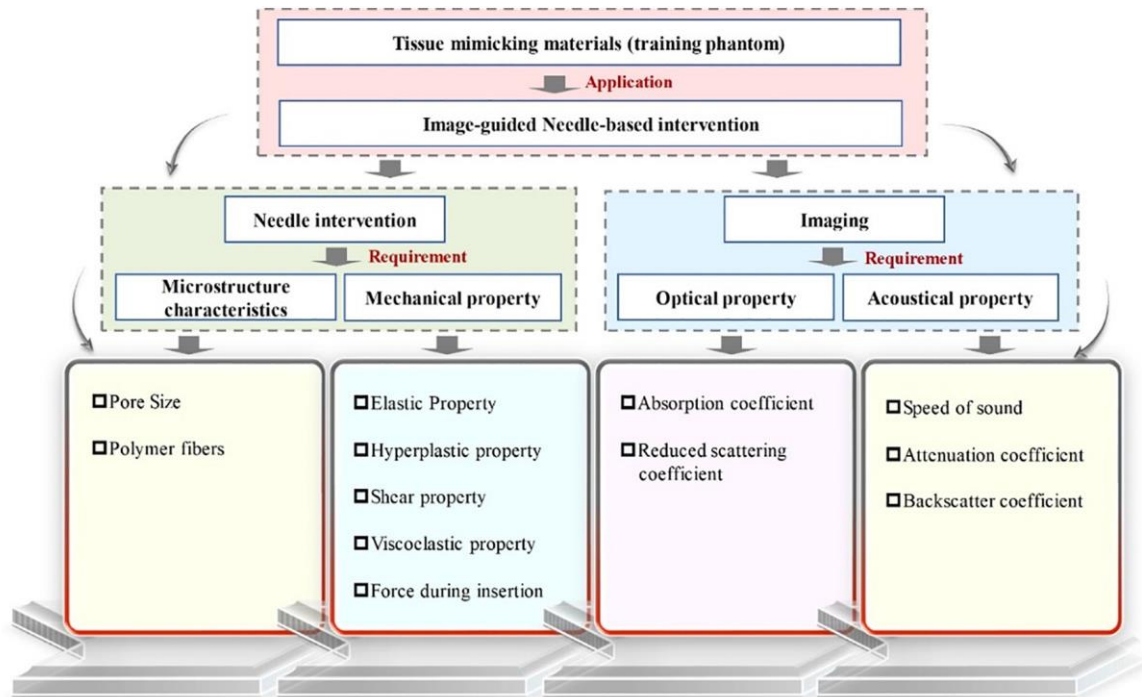 Tissue mimicking materials (training phantom)
Application
Image-guided Needle-based intervention
Needle intervention
Requirement
Microstructure
characteristics
Mechanical property
Imaging
Requirement
Optical property
Acoustical property
Pore Size
Polymer fibers
Elastic Property
Hyperplastic property
Shear property
Viscoelastic property
Force during insertion
Absorption coefficient
Reduced scattering
coefficient
Speed of sound
Attenuation coefficient
Backscatter coefficient